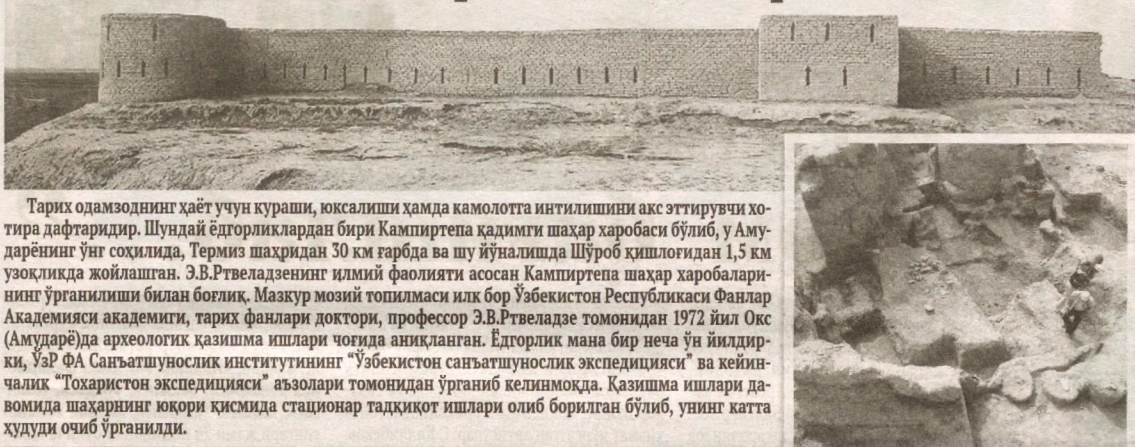 Тарих одамзоднинг ҳаёт учун кураши, юксалиши ҳамда камолотга интилишини акс эттирувчи хо-
тира дафтаридир. Шундай ёдгорликлардан бири Кампиртепа қадимги шаҳар харобаси бўлиб, у Аму-
дарёнинг ўнг соҳилида, Термиз шаҳридан 30 км ғарбда ва шу йўналишда Шўроб қишлоғидан 1,5 км
узоқликда жойлашган. Э.В.Ртвеладзенинг илмий фаолияти асосан Кампиртепа шаҳар харобалари-
нинг ўрганилиши билан боғлиқ. Мазкур мозий топилмаси илк бор Ўзбекистон Республикаси Фанлар
Академияси академиги, тарих фанлари доктори, профессор Э.В.Ртвеладзе томонидан 1972 йил Окс
(Амударё)да археологик қазишма ишлари чоғида аниқланган. Ёдгорлик мана бир неча ўн йилдир-
ки, ЎзР ФА Санъатшунослик институтининг “Ўзбекистон санъатшунослик экспедицияси” ва кейин-
чалик “Тохаристон экспедицияси” аъзолари томонидан ўрганиб келинмоқда. Қазишма ишлари да-
вомида шаҳарнинг юқори қисмида стационар тадқиқот ишлари олиб борилган бўлиб, унинг катта
ҳудуди очиб ўрганилди.